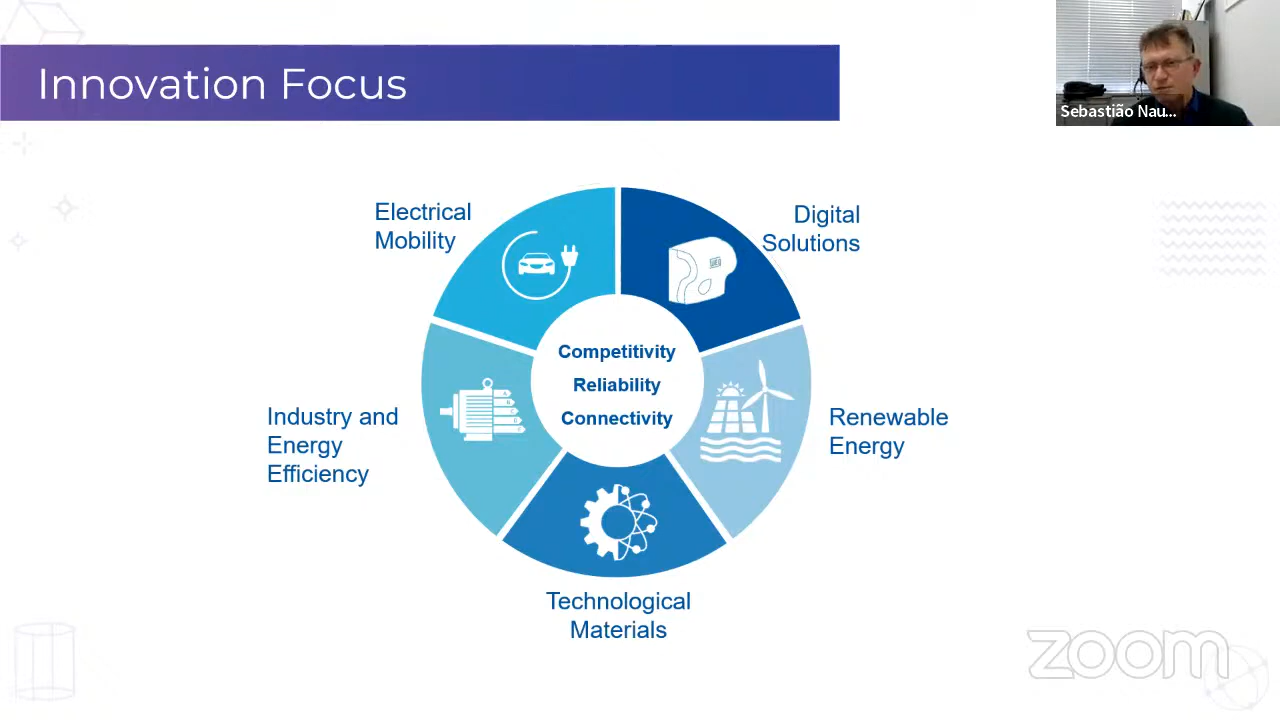 Innovation Focus
Sebastião Nau...
Electrical
Mobility
Digital
Solutions
Competitivity
Reliability
Connectivity
Industry and
Energy
Efficiency
Renewable
Energy
Technological
Materials
zoom